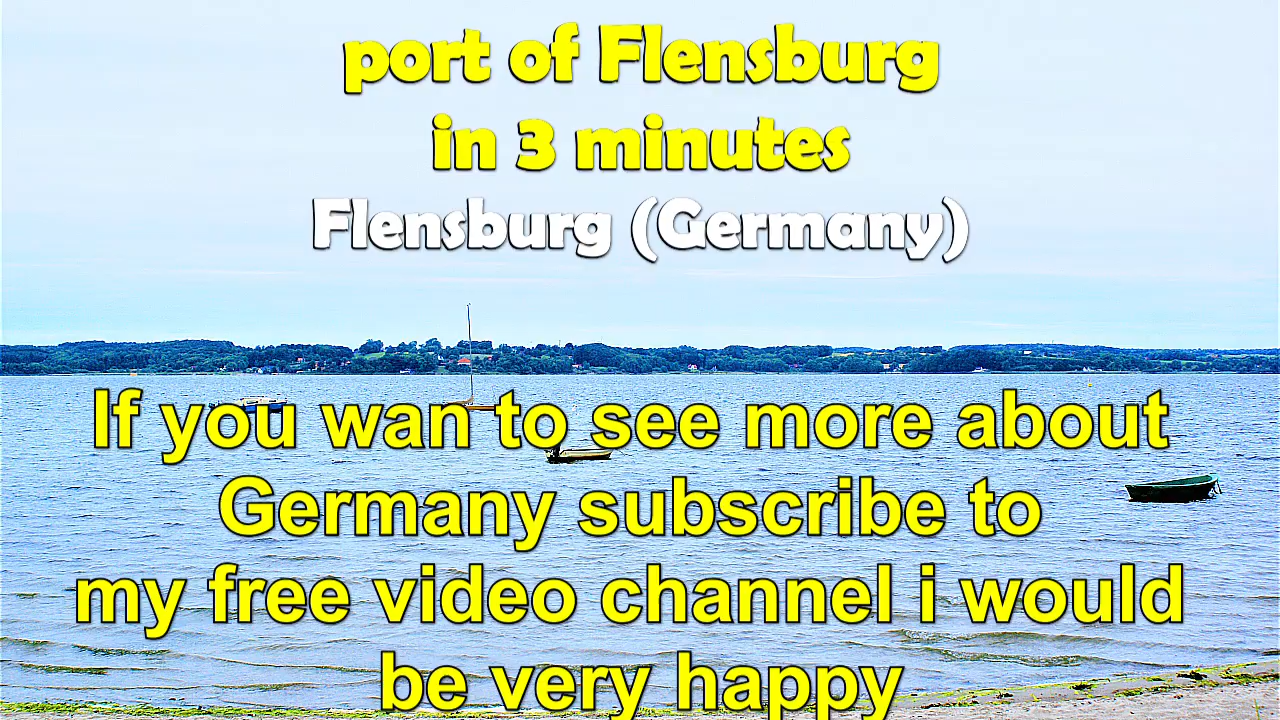 port of Flensburg
in 3 minutes
Flensburg (Germany)
If you wan to see more about
Germany subscribe to
my free video channel i would
be very happy